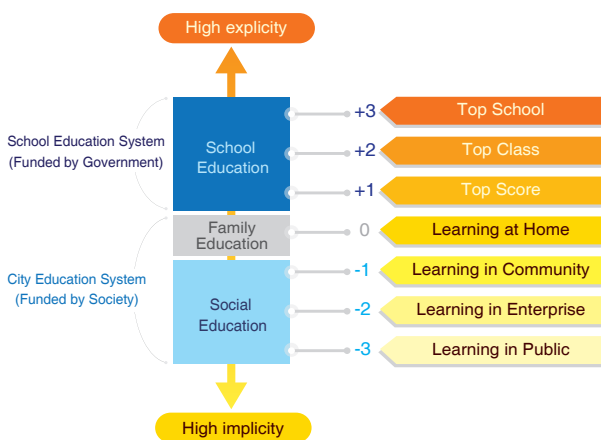 High explicity
School Education System
(Funded by Government)
School
Education
+3 Top School
+2 Top Class
+1 Top Score
Family
Education
0 Learning at Home
City Education System
(Funded by Society)
Social
Education
-1 Learning in Community
-2 Learning in Enterprise
-3 Learning in Public
High implicity